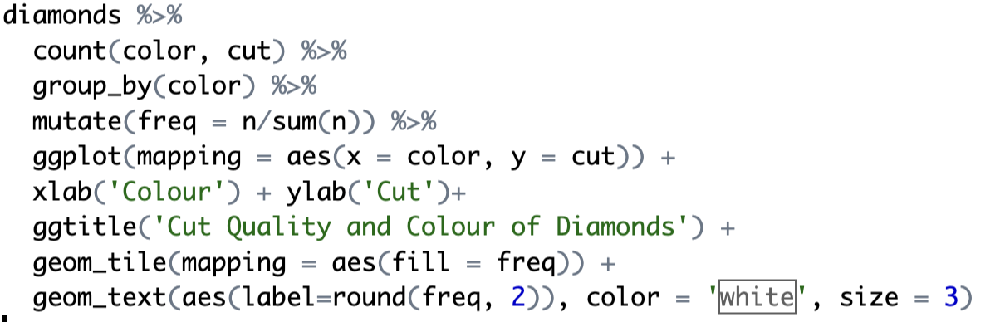 diamonds %>%
count(color, cut) %>%
group_by(color) %>%
mutate(freq = n/sum(n)) %>%
ggplot(mapping = aes(x = color, y = cut)) +
xlab('Colour') + ylab('Cut')+
ggtitle('Cut Quality and Colour of Diamonds') +
geom_tile(mapping = aes(fill = freq)) +
geom_text(aes(label=round(freq, 2)), color = 'white', size = 3)